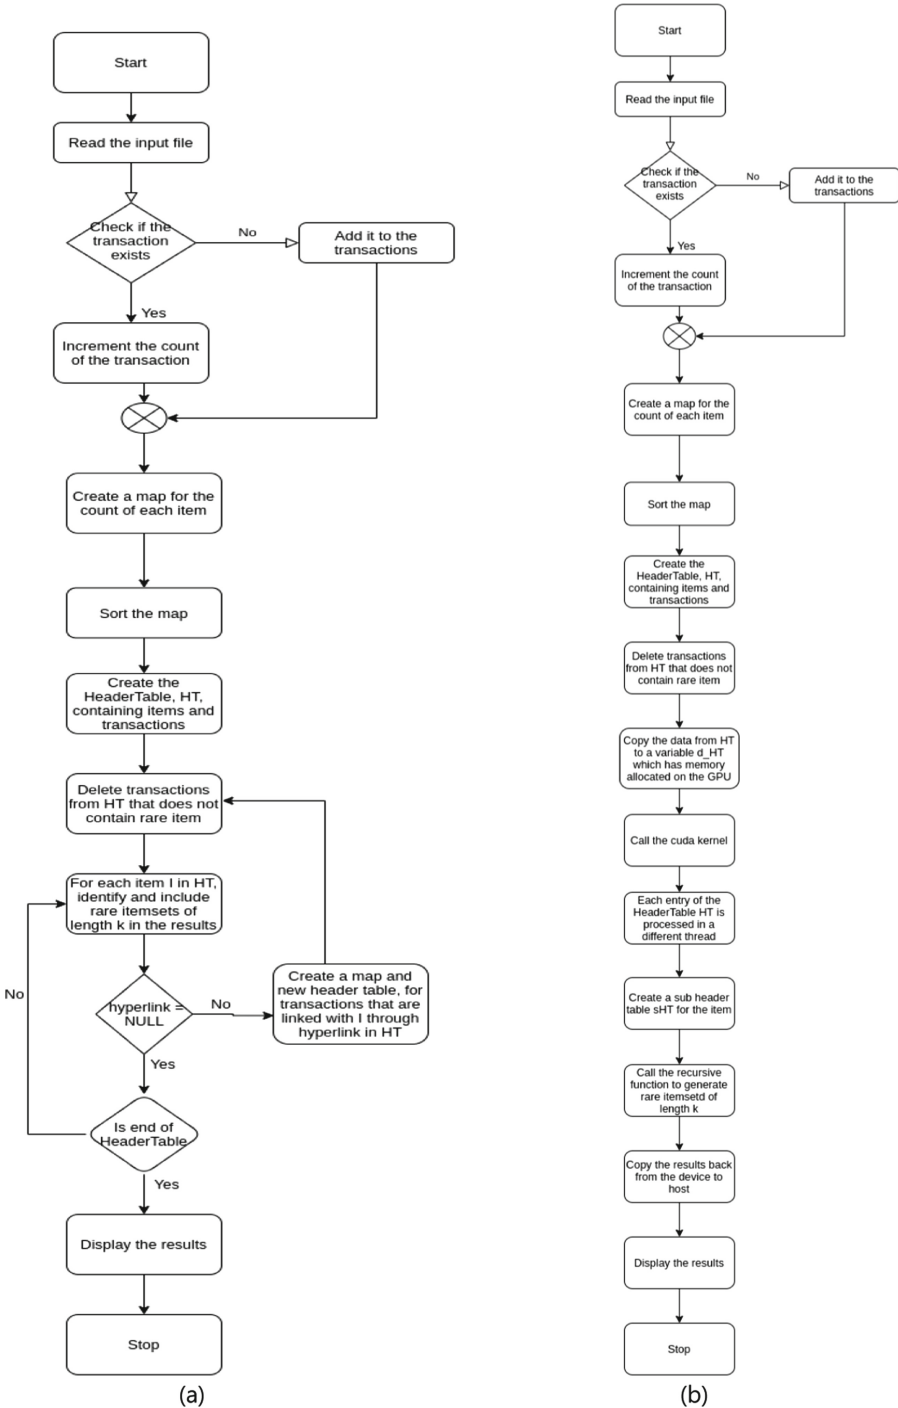 Start
Read the input file
Check if the
transaction
exists
No
Add it to the
transactions
Yes
Increment the count
of the transaction
Create a map for the
count of each item
Sort the map
Create the
HeaderTable, HT,
containing items and
transactions
Delete transactions
from HT that does not
contain rare item
For each item I in HT,
identify and include
rare itemsets of
length k in the results
No
hyperlink =
NULL
No
Create a map and
new header table, for
transactions that are
linked with I through
hyperlink in HT
Yes
Is end of
HeaderTable
Yes
Display the results
Stop
(a)
Start
Read the input file
Check if the
transaction
exists
No
Add it to the
transactions
Yes
Increment the count
of the transaction
Create a map for the
count of each item
Sort the map
Create the
HeaderTable, HT,
containing items and
transactions
Delete transactions
from HT that does not
contain rare item
Copy the data from HT
to a variable d_HT
which has memory
allocated on the GPU
Call the cuda kernel
Each entry of the
HeaderTable HT is
processed in a
different thread
Create a sub header
table sHT for the item
Call the recursive
function to generate
rare itemsetd of
length k
Copy the results back
from the device to
host
Display the results
Stop
(b)